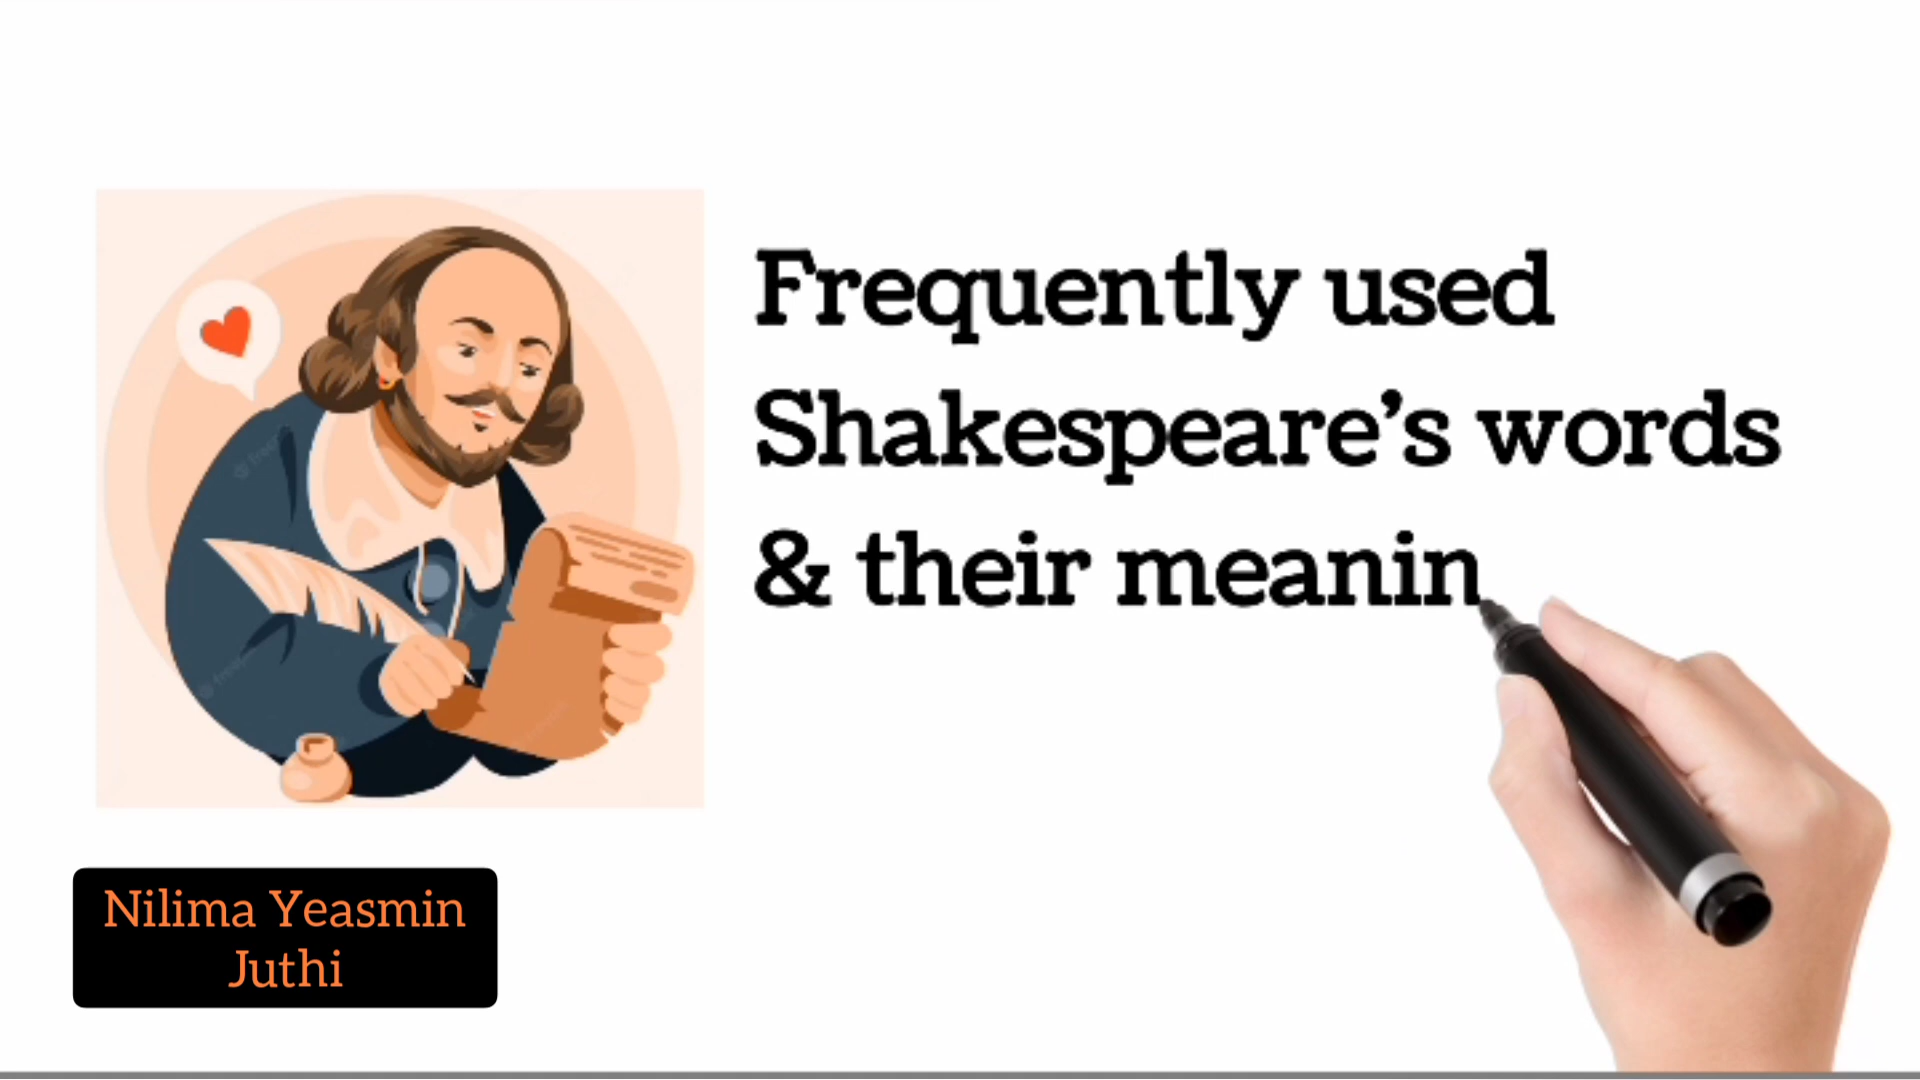 Frequently used
Shakespeare’s words
& their meanin
Nilima Yeasmin
Juthi